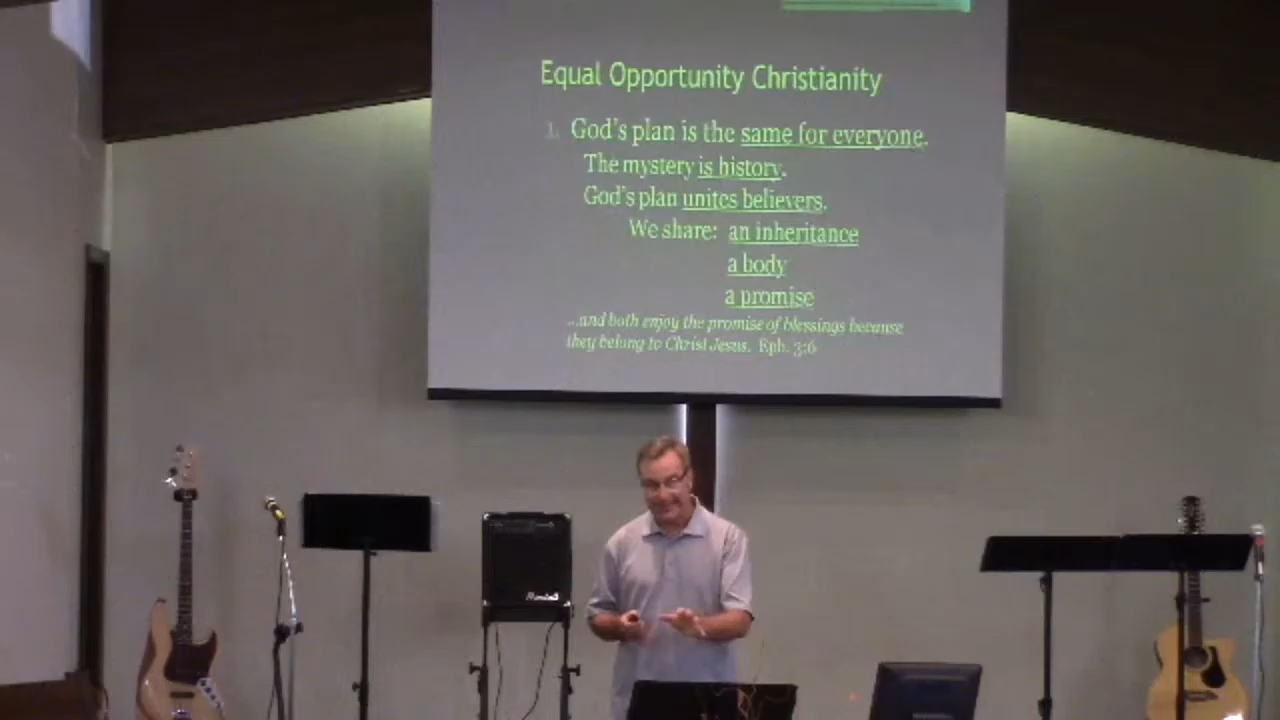 Equal Opportunity Christianity
1. God's plan is the same for everyone.
The mystery is history.
God's plan unites believers.
We share: an inheritance
a body
a promise
...and both enjoy the promise of blessings because
they belong to Christ Jesus. Eph. 3:6